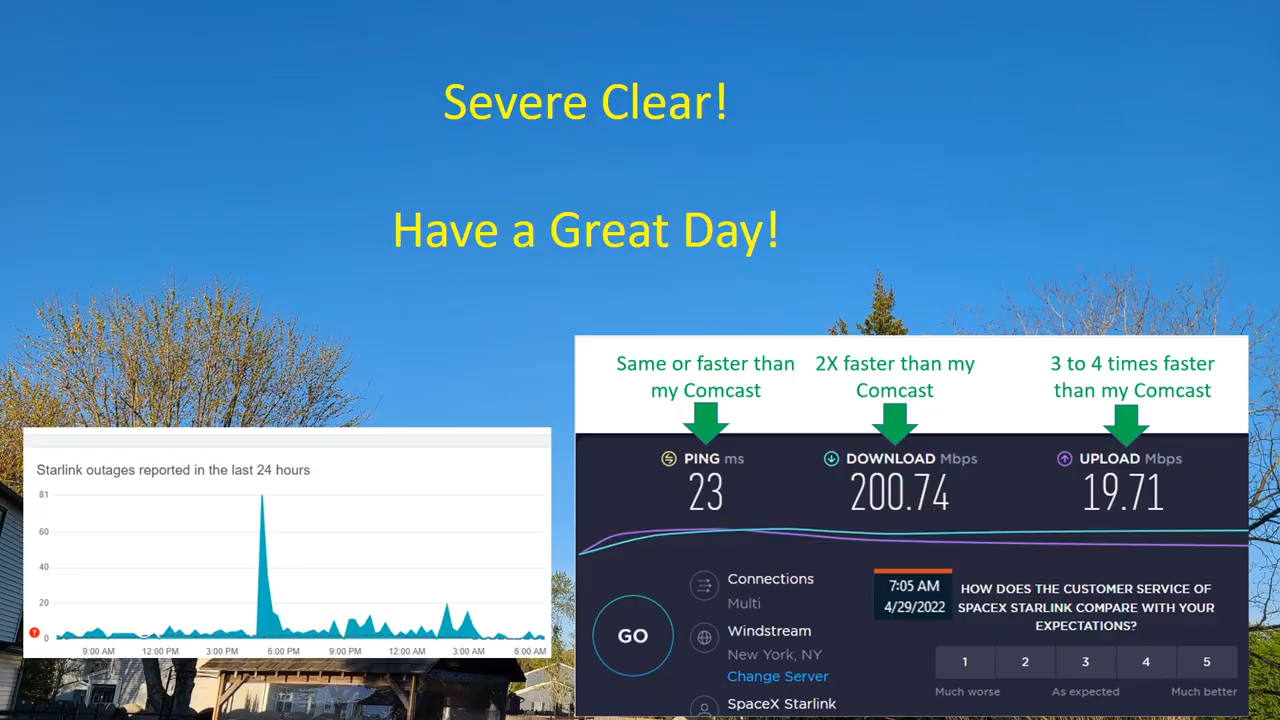 Severe Clear!
Have a Great Day!
Same or faster than
my Comcast
2X faster than my
Comcast
3 to 4 times faster
than my Comcast
PING ms
23
DOWNLOAD Mbps
200.74
UPLOAD Mbps
19.71
Starlink outages reported in the last 24 hours
81
60
40
20
?
0
9:00 AM 12:00 PM 3:00 PM 6:00 PM 9:00 PM 12:00 AM 3:00 AM 6:00 AM
GO
Connections
Multi
Windstream
New York, NY
Change Server
SpaceX Starlink
7:05 AM
4/29/2022
HOW DOES THE CUSTOMER SERVICE OF
SPACEX STARLINK COMPARE WITH YOUR
EXPECTATIONS?
1 2 3 4 5
Much worse As expected Much better